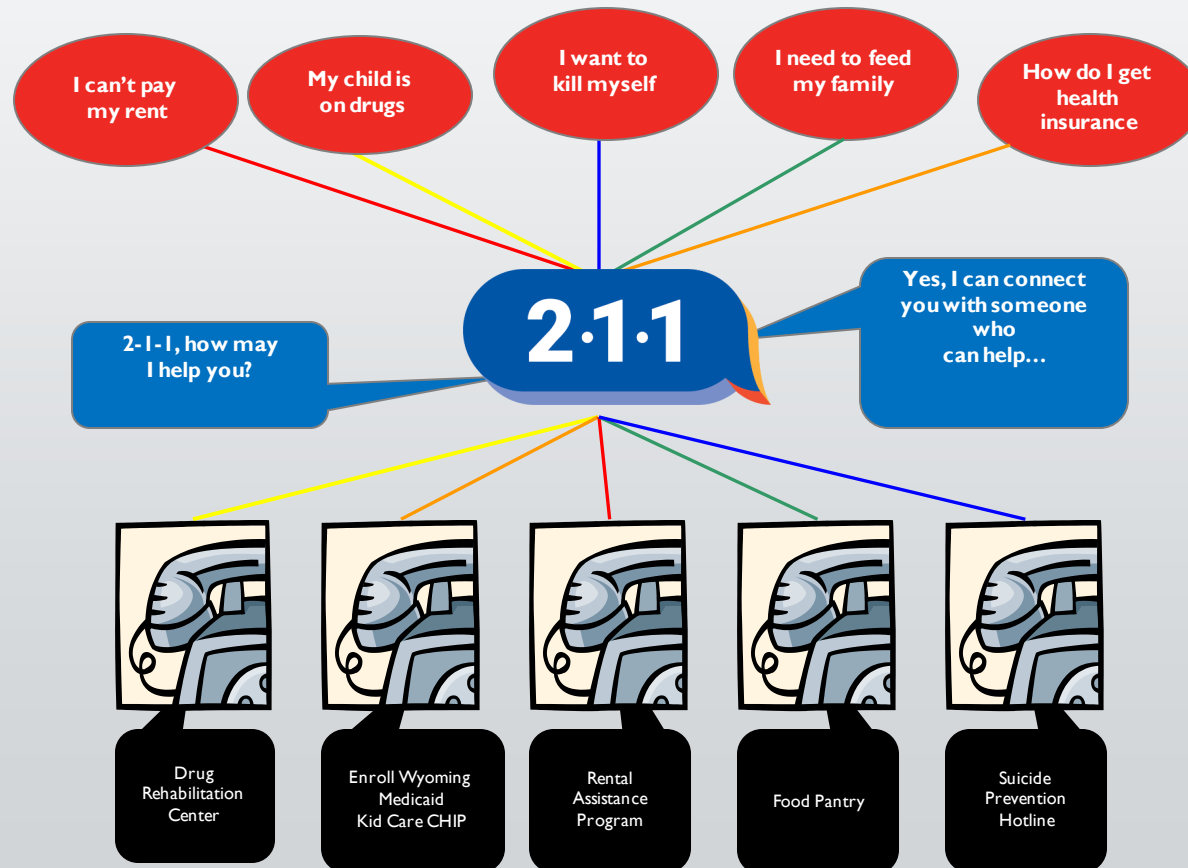 I can't pay
my rent
My child is
on drugs
I want to
kill myself
I need to feed
my family
How do I get
health
insurance
2-1-1, how may
I help you?
2·1·1
Yes, I can connect
you with someone
who
can help...
Drug
Rehabilitation
Center
Enroll Wyoming
Medicaid
Kid Care CHIP
Rental
Assistance
Program
Food Pantry
Suicide
Prevention
Hotline